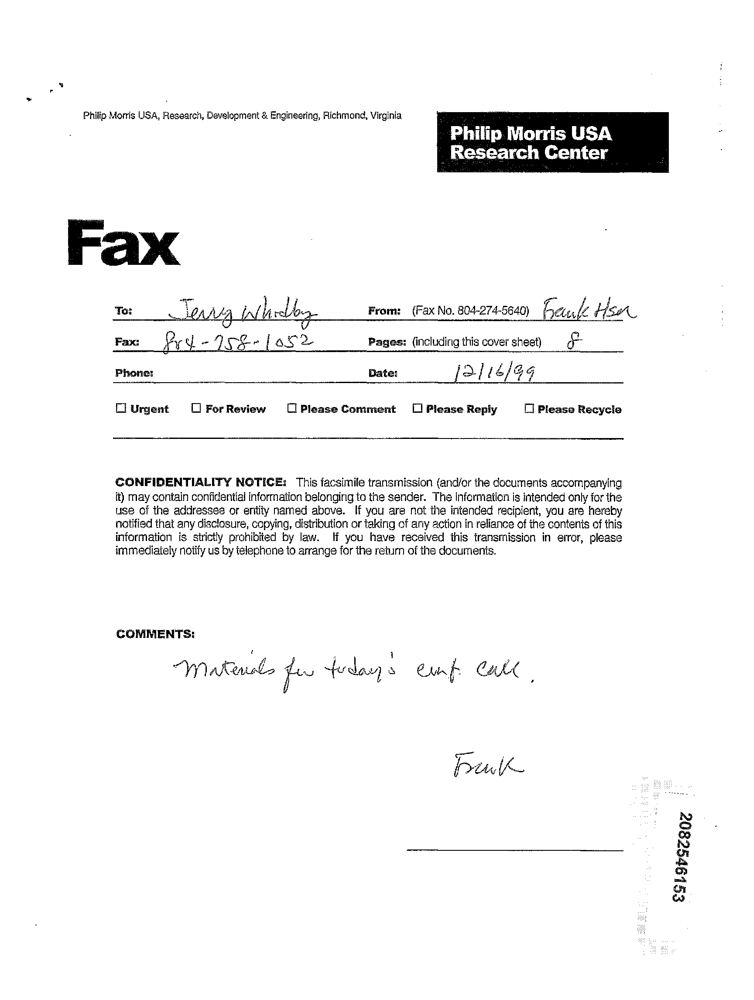 Philip Morris USA, Research, Development & Engineering, Richmond, Virginia
Philip Morris USA
Research Center
Fax
To: Jerry Whidby From: (Fax No. 804-274-5640) Frank Hsu
Fax: 804-758-1052 Pages: (including this cover sheet) 8
Phone: Date: 12/16/99
☐ Urgent ☐ For Review ☐ Please Comment ☐ Please Reply ☐ Please Recycle
CONFIDENTIALITY NOTICE: This facsimile transmission (and/or the documents accompanying
it) may contain confidential information belonging to the sender. The information is intended only for the
use of the addressee or entity named above. If you are not the intended recipient, you are hereby
notified that any disclosure, copying, distribution or taking of any action in reliance of the contents of this
information is strictly prohibited by law. If you have received this transmission in error, please
immediately notify us by telephone to arrange for the return of the documents.
COMMENTS:
Materials for today's conf. call.
Frank
2082546153